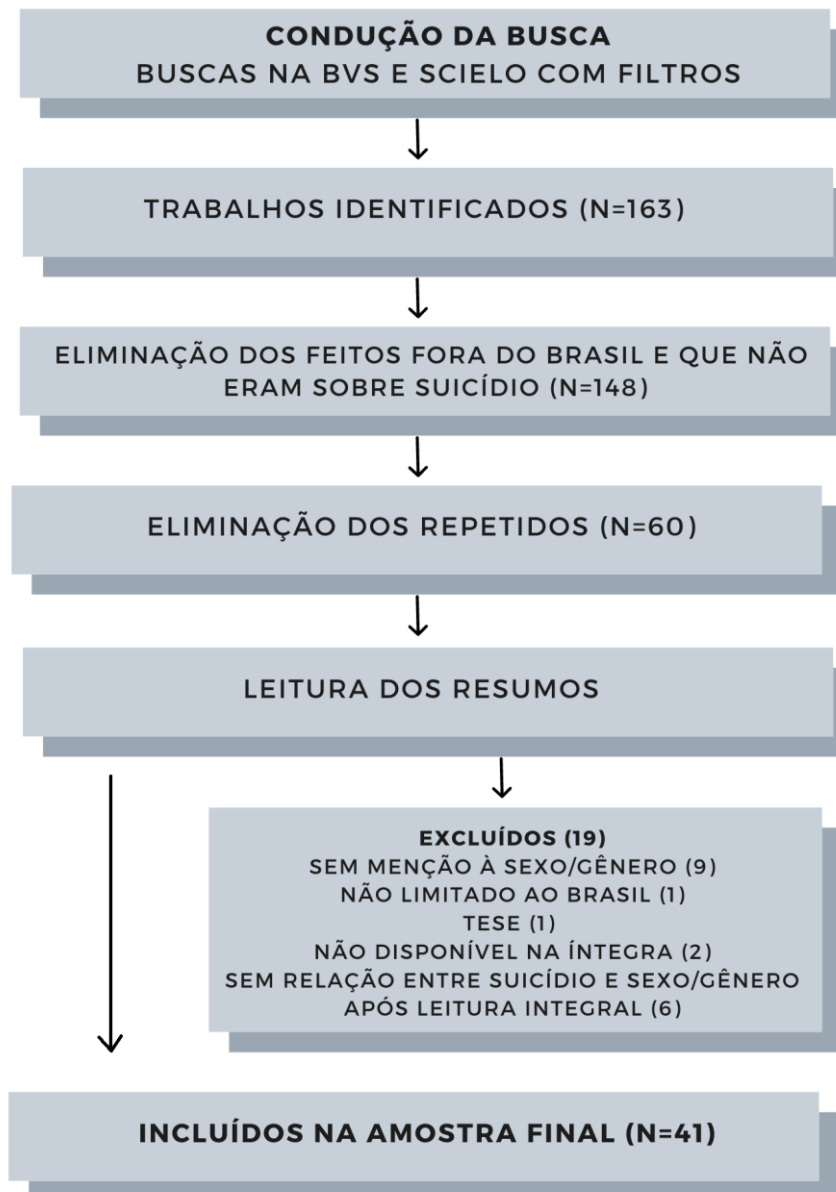 CONDUÇÃO DA BUSCA
BUSCAS NA BVS E SCIELO COM FILTROS
TRABALHOS IDENTIFICADOS (N=163)
ELIMINAÇÃO DOS FEITOS FORA DO BRASIL E QUE NÃO
ERAM SOBRE SUICÍDIO (N=148)
ELIMINAÇÃO DOS REPETIDOS (N=60)
LEITURA DOS RESUMOS
EXCLUÍDOS (19)
SEM MENÇÃO À SEXO/GÊNERO (9)
NÃO LIMITADO AO BRASIL (1)
TESE (1)
NÃO DISPONÍVEL NA ÍNTEGRA (2)
SEM RELAÇÃO ENTRE SUICÍDIO E SEXO/GÊNERO
APÓS LEITURA INTEGRAL (6)
INCLUÍDOS NA AMOSTRA FINAL (N=41)